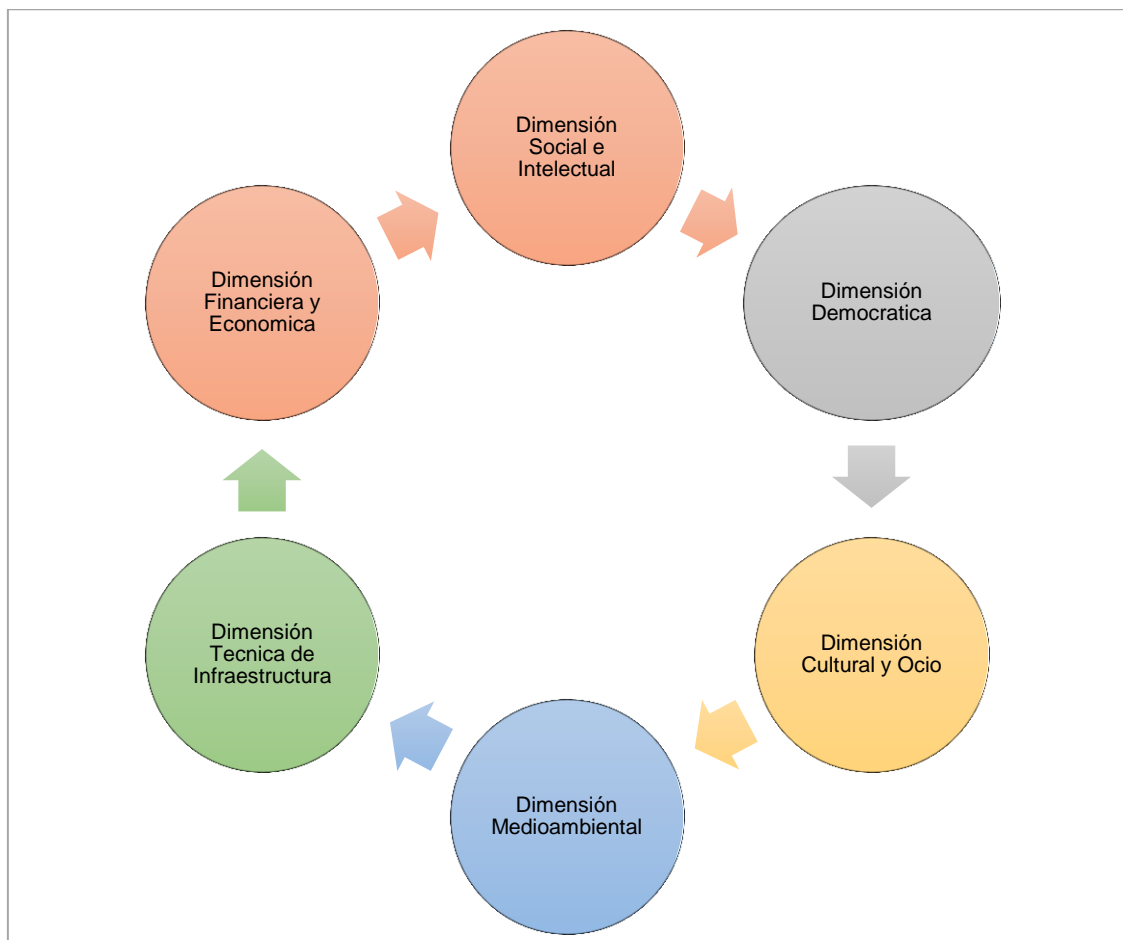 Dimensión
Social e
Intelectual
Dimensión
Democratica
Dimensión
Cultural y Ocio
Dimensión
Medioambiental
Dimensión
Tecnica de
Infraestructura
Dimensión
Financiera y
Economica